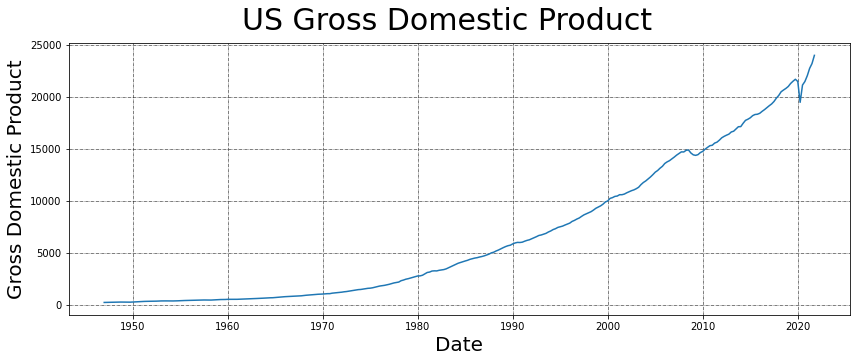 US Gross Domestic Product
Gross Domestic Product
25000
20000
15000
10000
5000
0
1950 1960 1970 1980 1990 2000 2010 2020
Date